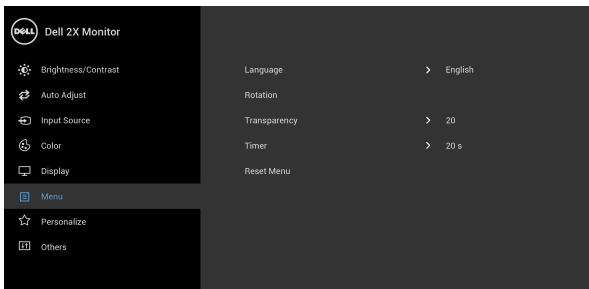 DELL Dell 2X Monitor
Brightness/Contrast
Auto Adjust
Input Source
Color
Display
Menu
Personalize
Others
Language > English
Rotation
Transparency > 20
Timer > 20 s
Reset Menu